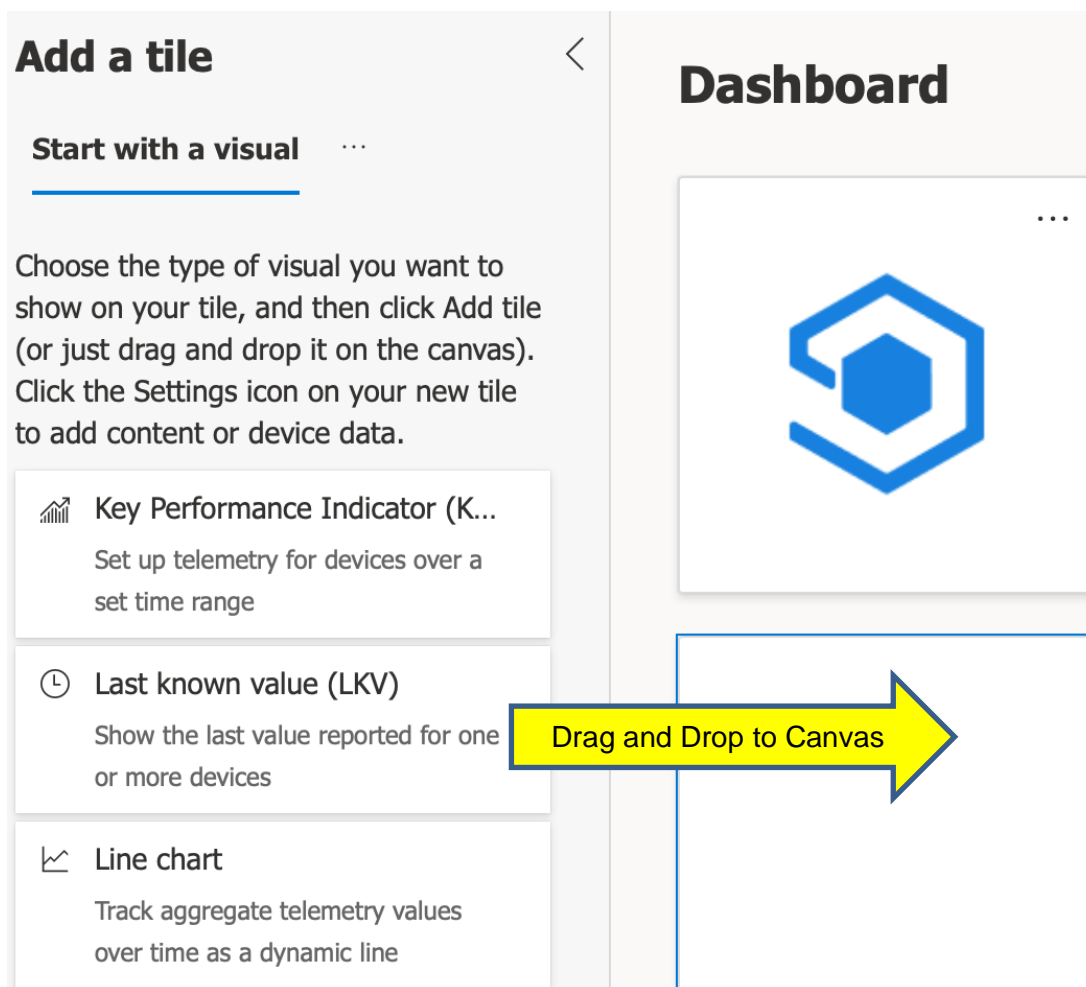 Add a tile
Start with a visual ...
Choose the type of visual you want to
show on your tile, and then click Add tile
(or just drag and drop it on the canvas).
Click the Settings icon on your new tile
to add content or device data.
Key Performance Indicator (K...
Set up telemetry for devices over a
set time range
Last known value (LKV)
Show the last value reported for one
or more devices
Line chart
Track aggregate telemetry values
over time as a dynamic line
Dashboard
...
Drag and Drop to Canvas